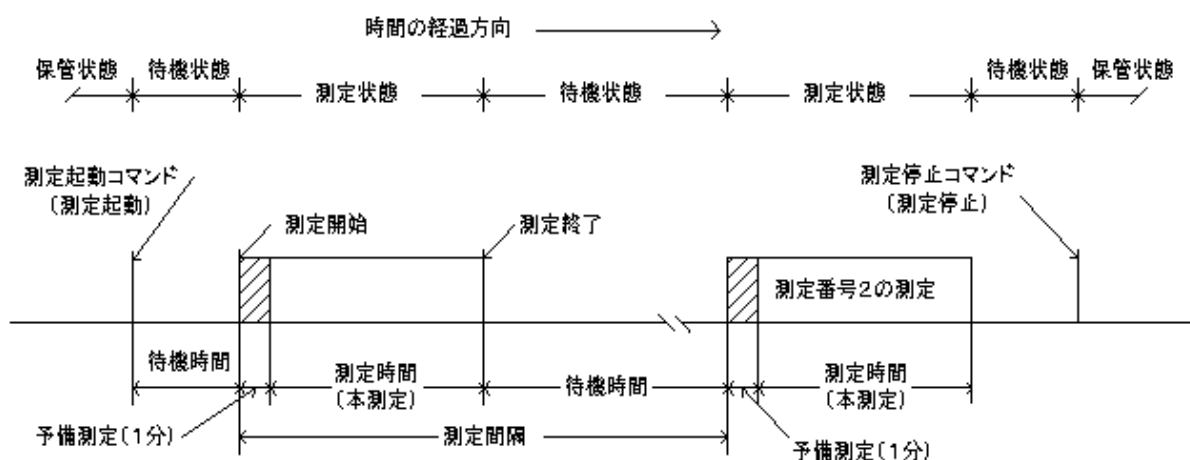 時間の経過方向
保管状態 待機状態 測定状態 待機状態 測定状態 待機状態 保管状態
測定起動コマンド
(測定起動)
測定停止コマンド
(測定停止)
測定開始
測定終了
測定番号2の測定
待機時間
測定時間
(本測定)
待機時間
測定時間
(本測定)
予備測定(1分)
測定間隔
予備測定(1分)